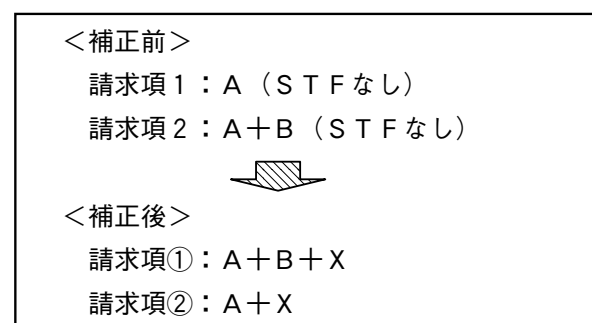 ＜補正前＞
請求項１：Ａ（ＳＴＦなし）
請求項２：Ａ＋Ｂ（ＳＴＦなし）
＜補正後＞
請求項①：Ａ＋Ｂ＋Ｘ
請求項②：Ａ＋Ｘ